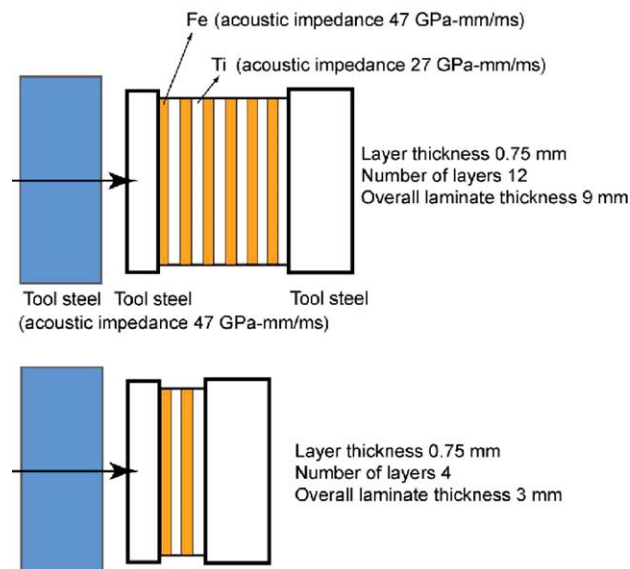 Fe (acoustic impedance 47 GPa-mm/ms)
Ti (acoustic impedance 27 GPa-mm/ms)
Layer thickness 0.75 mm
Number of layers 12
Overall laminate thickness 9 mm
Tool steel Tool steel Tool steel
(acoustic impedance 47 GPa-mm/ms)
Layer thickness 0.75 mm
Number of layers 4
Overall laminate thickness 3 mm